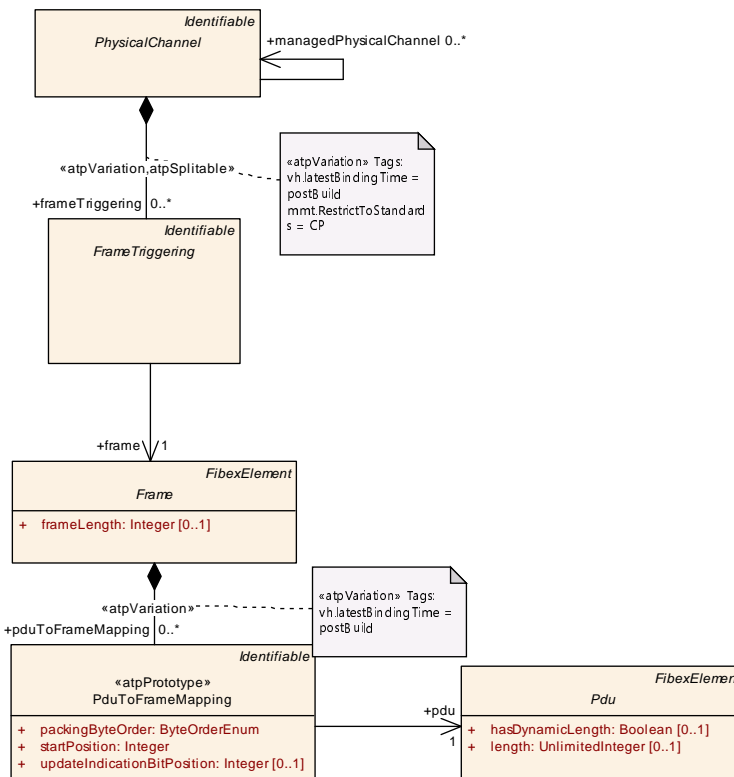 Identifiable
PhysicalChannel
+managedPhysicalChannel 0..*
«atpVariation,atpSplitable»
«atpVariation» Tags:
vh.latestBindingTime =
postBuild
mmt.RestrictToStandard
s = CP
+frameTriggering 0..*
Identifiable
FrameTriggering
+frame 1
FibexElement
Frame
+ frameLength: Integer [0..1]
«atpVariation»
«atpVariation» Tags:
vh.latestBindingTime =
postBuild
+pduToFrameMapping 0..*
Identifiable
«atpPrototype»
PduToFrameMapping
+ packingByteOrder: ByteOrderEnum
+ startPosition: Integer
+ updateIndicationBitPosition: Integer [0..1]
+pdu
1
FibexElement
Pdu
+ hasDynamicLength: Boolean [0..1]
+ length: UnlimitedInteger [0..1]